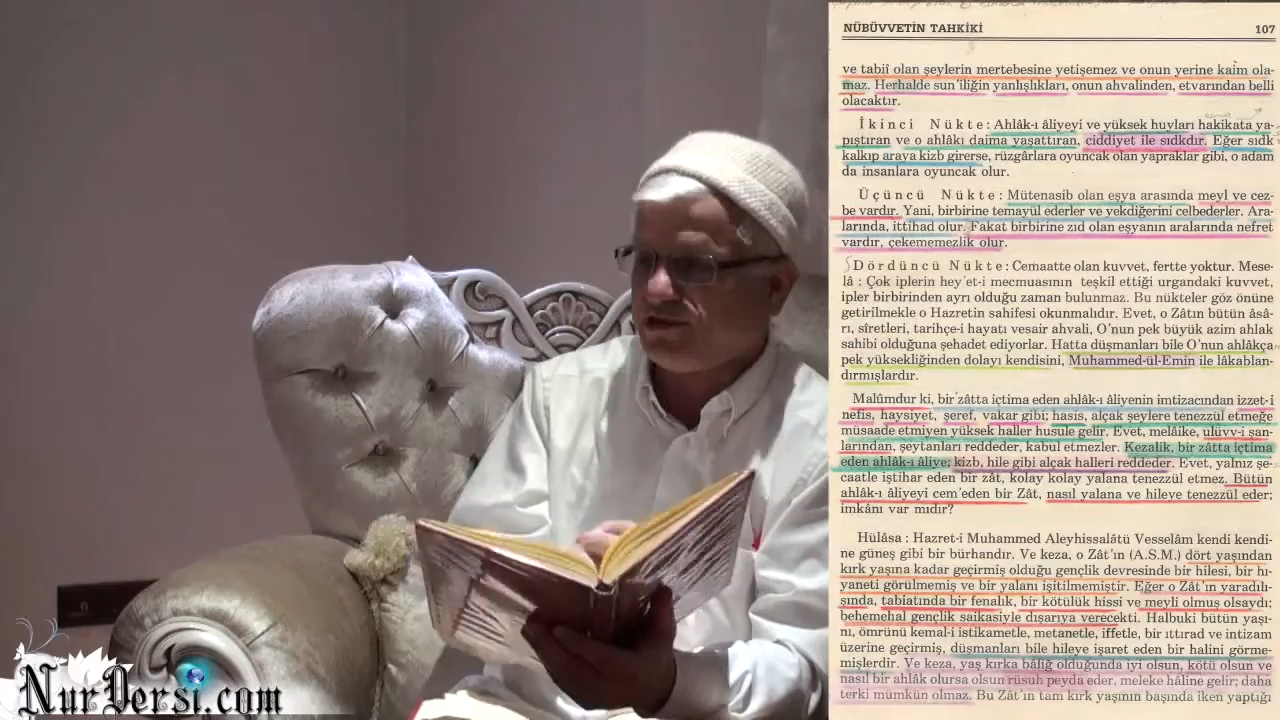 NÜBÜVVETİN TAHKİKİ 107
ve tabiî olan şeylerin mertebesine yetişemez ve onun yerine kaim ola-
maz. Herhalde sun'iliğin yanlışlıkları, onun ahvalinden, etvarından belli
olacaktır.
İkinci Nükte: Ahlâk-ı âliyeyi ve yüksek huyları hakikata ya-
pıştıran ve o ahlâkı daima yaşattıran, ciddiyet ile sıdkdır. Eğer sıdk
kalkıp araya kizb girerse, rüzgârlara oyuncak olan yapraklar gibi, o adam
da insanlara oyuncak olur.
Üçüncü Nükte: Mütenasib olan eşya arasında meyl ve cez-
be vardır. Yani, birbirine temayül ederler ve yekdiğerini celbederler. Ara-
larında, ittihad olur. Fakat birbirine zıd olan eşyanın aralarında nefret
vardır, çekememezlik olur.
Dördüncü Nükte: Cemaatte olan kuvvet, fertte yoktur. Mese-
lâ : Çok iplerin hey'et-i mecmuasının teşkil ettiği urgandaki kuvvet,
ipler birbirinden ayrı olduğu zaman bulunmaz. Bu nükteler göz önüne
getirilmekle o Hazretin sahifesi okunmalıdır. Evet, o Zâtın bütün âsâ-
rı, sîretleri, tarihçe-i hayatı vesair ahvali, O'nun pek büyük azim ahlak
sahibi olduğuna şehadet ediyorlar. Hatta düşmanları bile O'nun ahlâkça
pek yüksekliğinden dolayı kendisini, Muhammed-ül-Emin ile lâkablan-
dırmışlardır.
Malûmdur ki, bir zâtta içtima eden ahlak-ı âliyenin imtizacından izzet-i
nefis, haysiyet, şeref, vakar gibi; hasis, alçak şeylere tenezzül etmeğe
müsaade etmiyen yüksek haller husule gelir. Evet, melâike, ulüvv-i şan-
larından, şeytanları reddeder, kabul etmezler. Kezalik, bir zâtta içtima
eden ahlâk-ı âliye; kizb, hile gibi alçak halleri reddeder. Evet, yalnız şe-
caatle iştihar eden bir zât, kolay kolay yalana tenezzül etmez. Bütün
ahlâk-ı âliyeyi cem'eden bir Zât, nasıl yalana ve hileye tenezzül eder;
imkânı var mıdır?
Hülâsa : Hazret-i Muhammed Aleyhissalâtü Vesselâm kendi kendi-
ne güneş gibi bir bürhandır. Ve keza, o Zât'ın (A.S.M.) dört yaşından
kırk yaşına kadar geçirmiş olduğu gençlik devresinde bir hilesi, bir hı-
yaneti görülmemiş ve bir yalanı işitilmemiştir. Eğer o Zât'ın yaradılı-
şında, tabiatında bir fenalık, bir kötülük hissi ve meyli olmuş olsaydı;
behemehal gençlik saikasiyle dışarıya verecekti. Halbuki bütün yaşı-
nı, ömrünü kemal-i istikametle, metanetle, iffetle, bir ıttırad ve intizam
üzerine geçirmiş, düşmanları bile hileye işaret eden bir halini görme-
mişlerdir. Ve keza, yaş kırka bâliğ olduğunda iyi olsun, kötü olsun ve
nasıl bir ahlâk olursa olsun rüsuh peyda eder, meleke hâline gelir; daha
terki mümkün olmaz. Bu Zât'ın tam kırk yaşının başında iken yaptığı
NurDersi.com